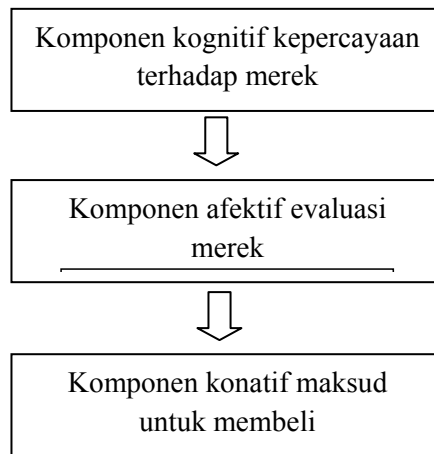 Komponen kognitif kepercayaan
terhadap merek
Komponen afektif evaluasi
merek
Komponen konatif maksud
untuk membeli